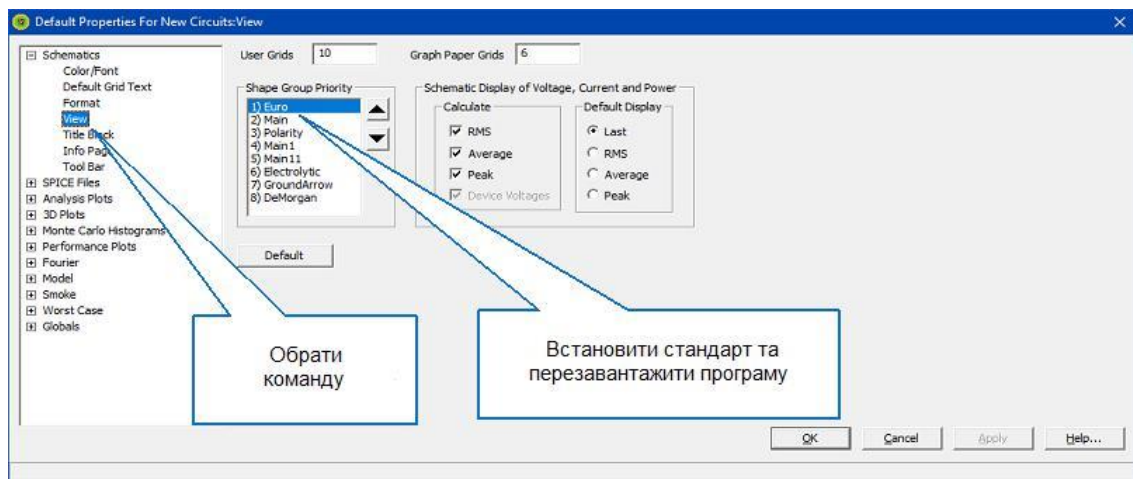 Default Properties For New Circuits:View
Schematics
Color/Font
Default Grid Text
Format
View
Title Block
Info Page
Tool Bar
SPICE Files
Analysis Plots
3D Plots
Monte Carlo Histograms
Performance Plots
Fourier
Model
Smoke
Worst Case
Globals
User Grids 10
Graph Paper Grids 6
Shape Group Priority
1) Euro
2) Main
3) Polarity
4) Main1
5) Main11
6) Electrolytic
7) GroundArrow
8) DeMorgan
Default
Schematic Display of Voltage, Current and Power
Calculate
RMS
Average
Peak
Device Voltages
Default Display
Last
RMS
Average
Peak
Обрати
команду
Встановити стандарт та
перезавантажити програму
OK
Cancel
Apply
Help...